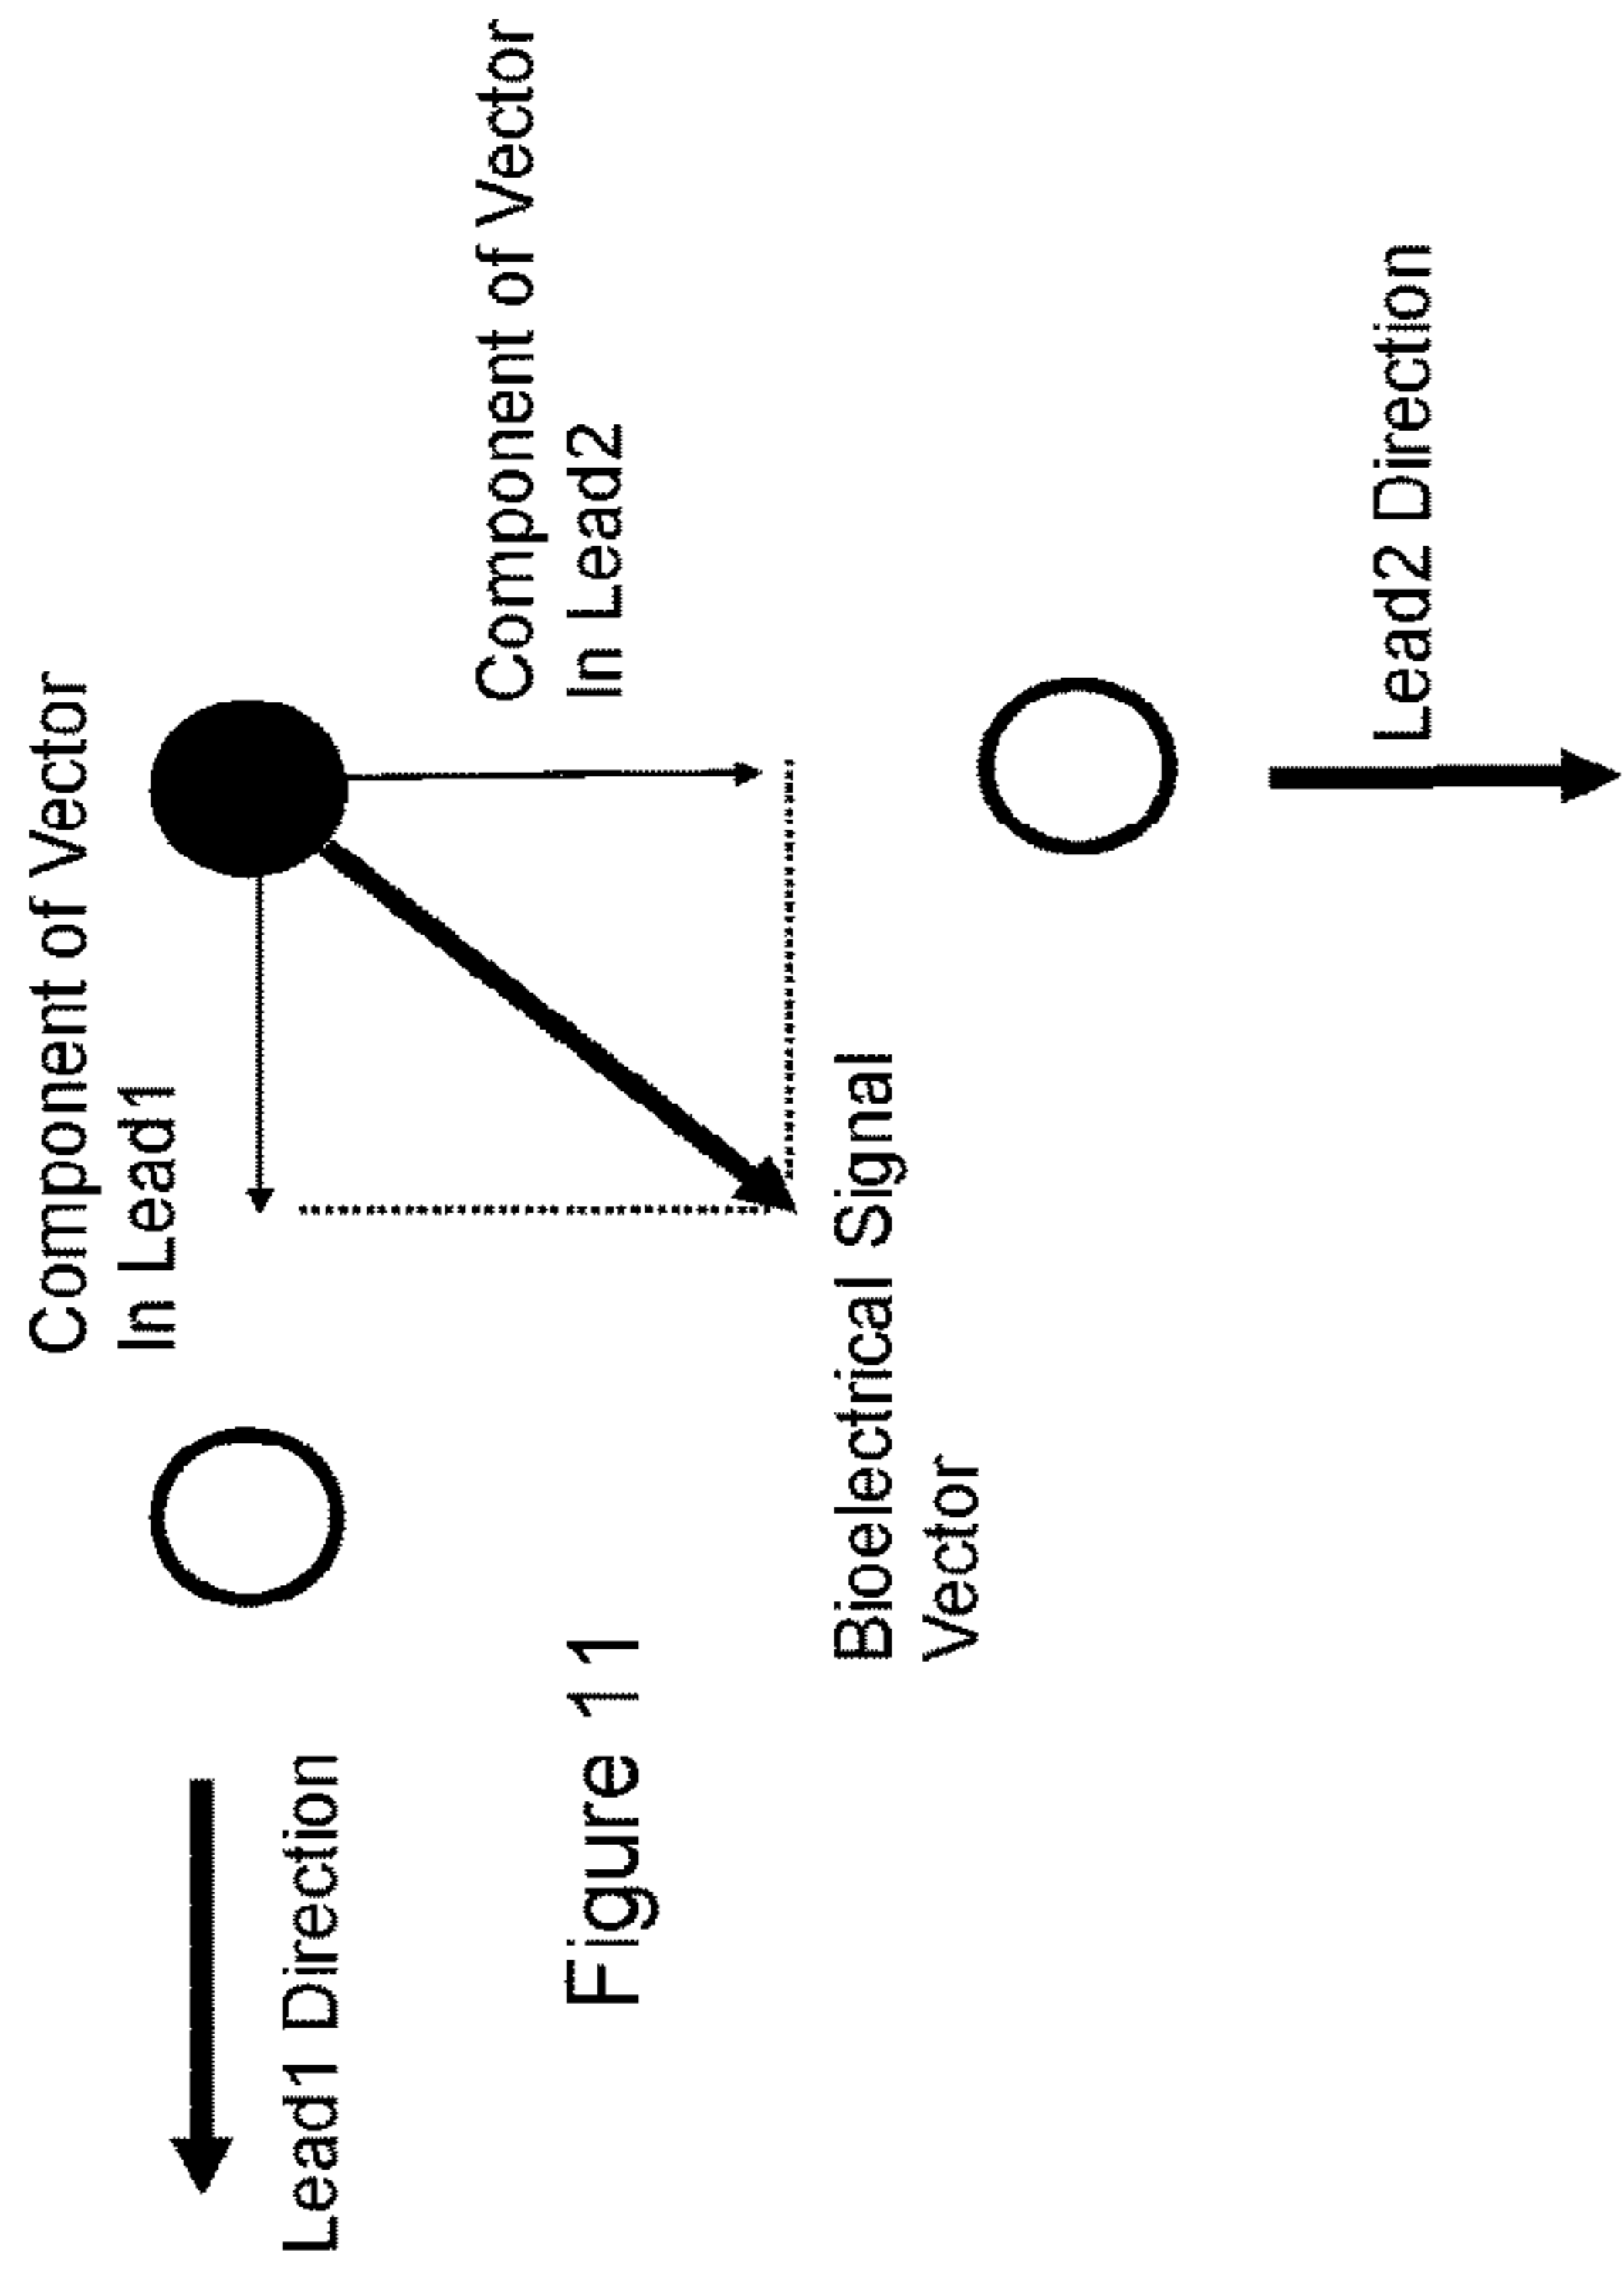 Component of Vector
In Lead1
Component of Vector
In Lead2
Lead1 Direction
Figure 11
Bioelectrical Signal
Vector
Lead2 Direction